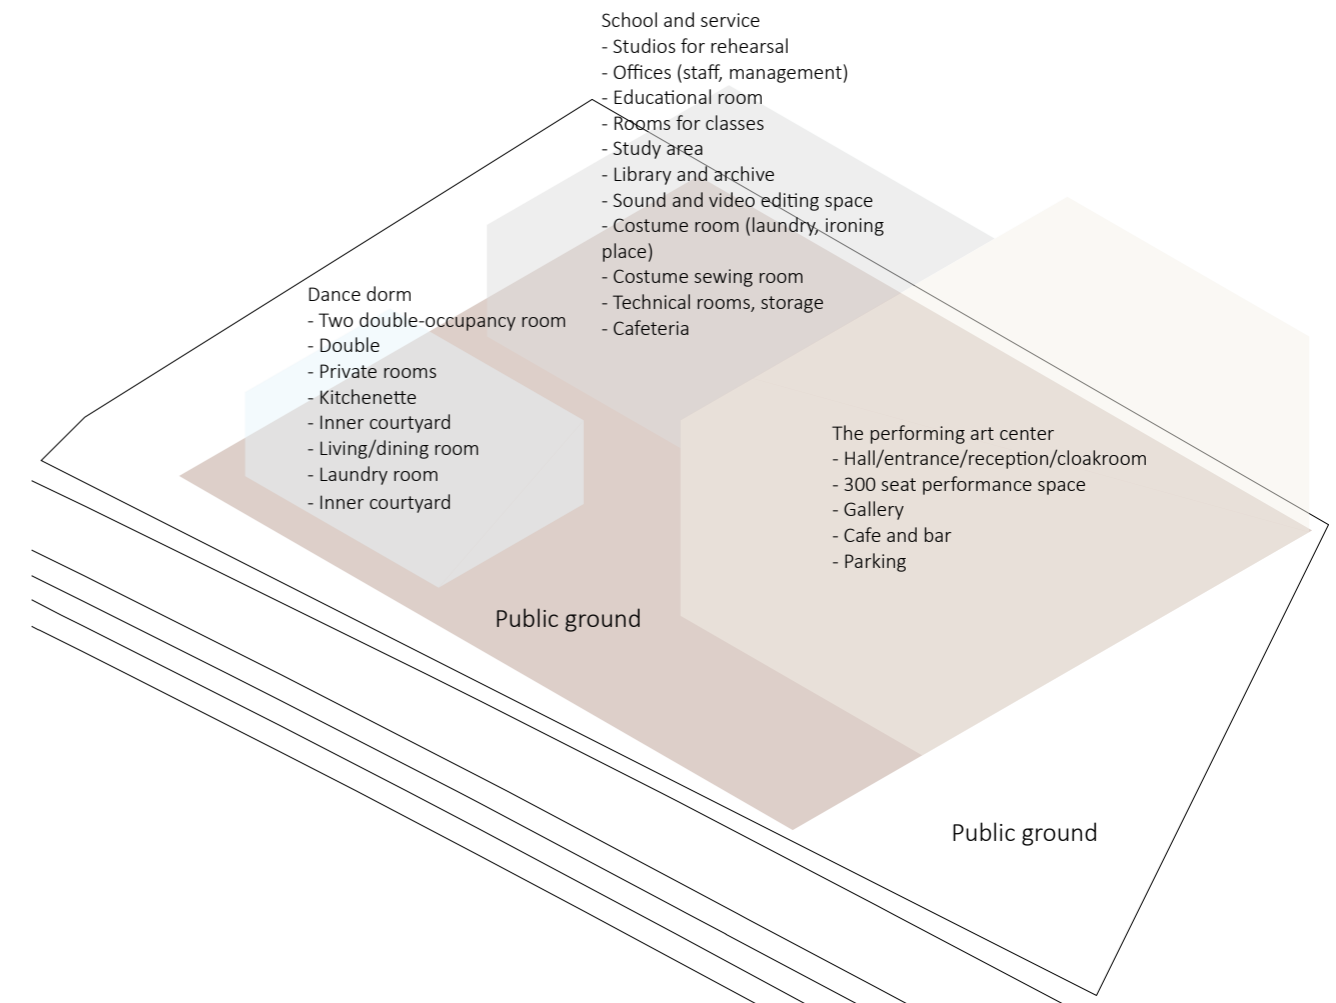 School and service
- Studios for rehearsal
- Offices (staff, management)
- Educational room
- Rooms for classes
- Study area
- Library and archive
- Sound and video editing space
- Costume room (laundry, ironing
place)
- Costume sewing room
- Technical rooms, storage
- Cafeteria
Dance dorm
- Two double-occupancy room
- Double
- Private rooms
- Kitchenette
- Inner courtyard
- Living/dining room
- Laundry room
- Inner courtyard
The performing art center
- Hall/entrance/reception/cloakroom
- 300 seat performance space
- Gallery
- Cafe and bar
- Parking
Public ground
Public ground